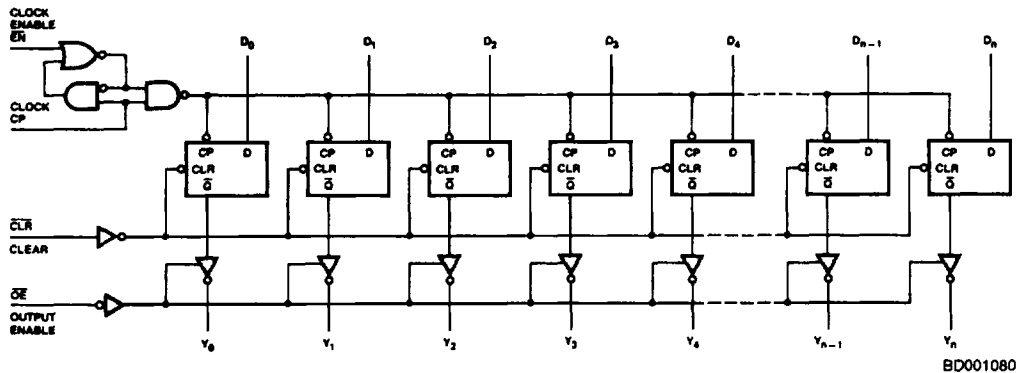 CLOCK
ENABLE
EN
D0 D1 D2 D3 D4 Dn-1 Dn
CLOCK
CP
CP D CP D CP D CP D CP D CP D CP D
CLR CLR CLR CLR CLR CLR CLR
Q Q Q Q Q Q Q
CLR
CLEAR
OE
OUTPUT
ENABLE
Y0 Y1 Y2 Y3 Y4 Yn-1 Yn
BD001080